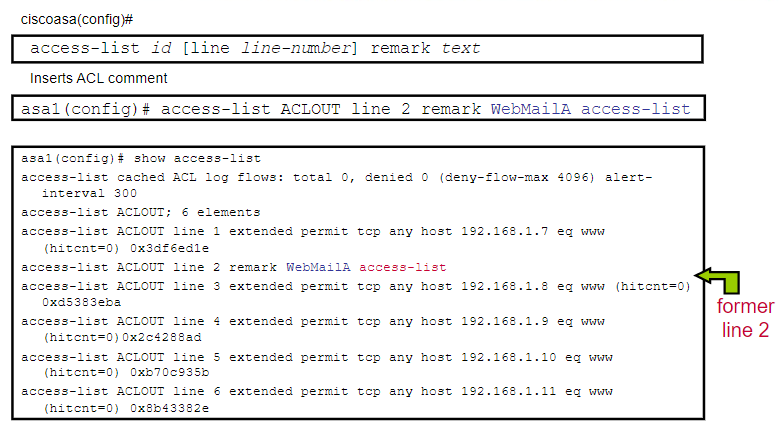 ciscoasa(config)#
access-list id [line line-number] remark text
Inserts ACL comment
asa1(config)# access-list ACLOUT line 2 remark WebMailA access-list
asa1(config)# show access-list
access-list cached ACL log flows: total 0, denied 0 (deny-flow-max 4096) alert-
interval 300
access-list ACLOUT; 6 elements
access-list ACLOUT line 1 extended permit tcp any host 192.168.1.7 eq www
(hitcnt=0) 0x3df6ed1e
access-list ACLOUT line 2 remark WebMailA access-list
access-list ACLOUT line 3 extended permit tcp any host 192.168.1.8 eq www (hitcnt=0)
0xd5383eba
access-list ACLOUT line 4 extended permit tcp any host 192.168.1.9 eq www
(hitcnt=0)0x2c4288ad
access-list ACLOUT line 5 extended permit tcp any host 192.168.1.10 eq www
(hitcnt=0) 0xb70c935b
access-list ACLOUT line 6 extended permit tcp any host 192.168.1.11 eq www
(hitcnt=0) 0x8b43382e
former
line 2